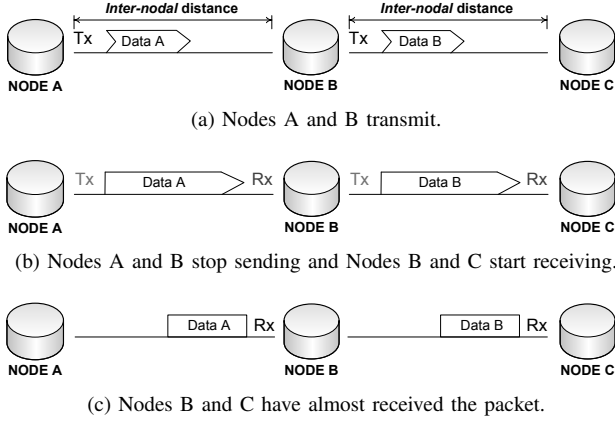 Inter-nodal distance Inter-nodal distance
Tx Data A Tx Data B
NODE A NODE B NODE C
(a) Nodes A and B transmit.
Tx Data A Rx Tx Data B Rx
NODE A NODE B NODE C
(b) Nodes A and B stop sending and Nodes B and C start receiving.
Data A Rx Data B Rx
NODE A NODE B NODE C
(c) Nodes B and C have almost received the packet.